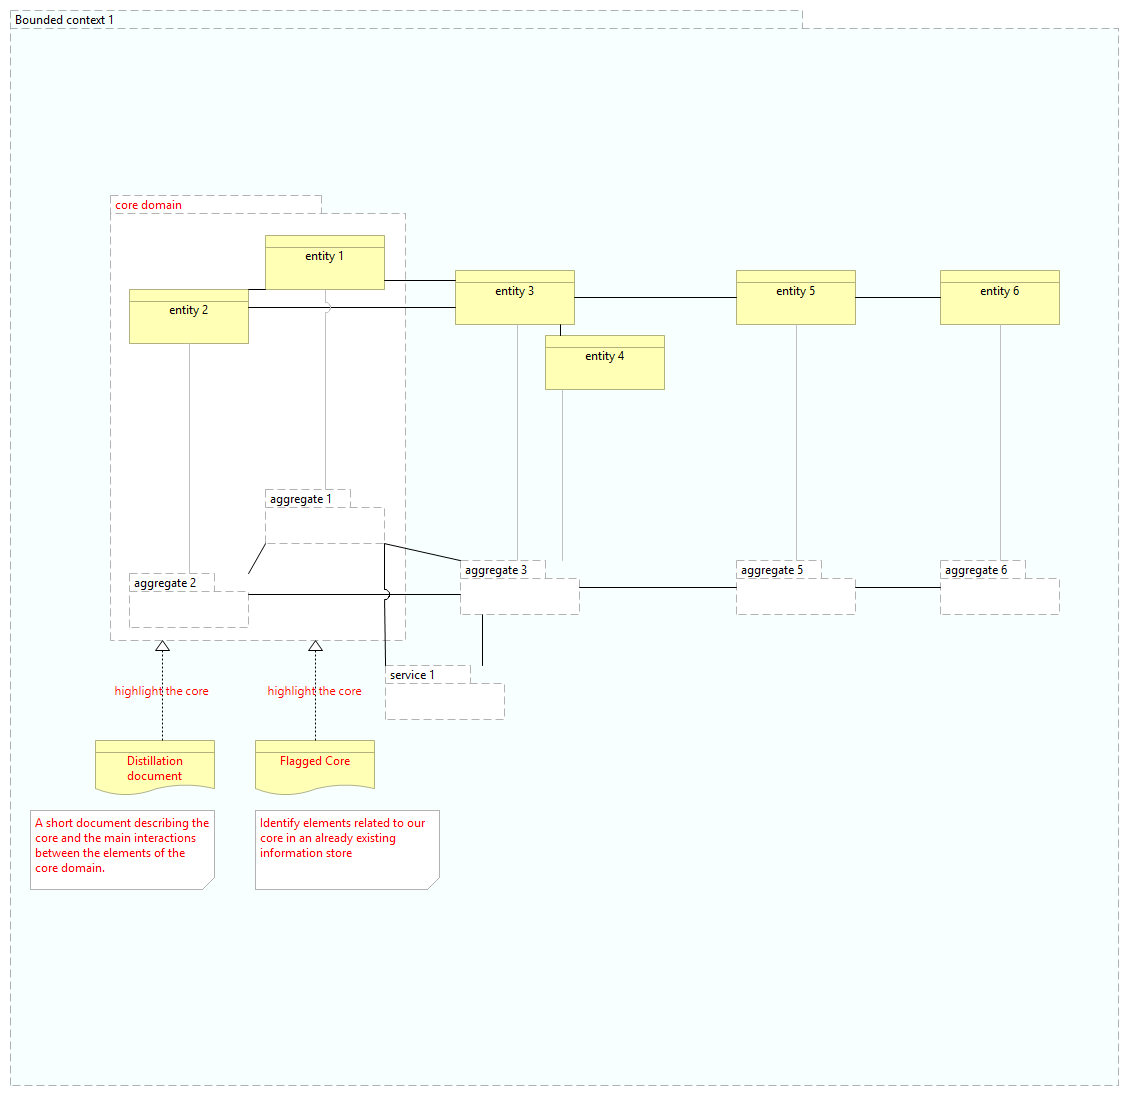 Bounded context 1
core domain
entity 1
entity 2
entity 3
entity 4
entity 5
entity 6
aggregate 1
aggregate 2
aggregate 3
aggregate 5
aggregate 6
service 1
highlight the core
highlight the core
Distillation
document
Flagged Core
A short document describing the
core and the main interactions
between the elements of the
core domain.
Identify elements related to our
core in an already existing
information store